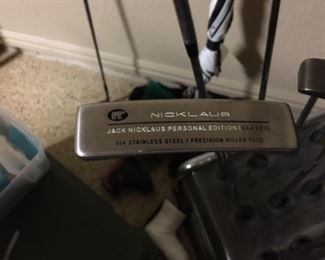 NICKLAUS
JACK NICKLAUS PERSONAL EDITION | CLASSIC
304 STAINLESS STEEL / PRECISION MILLED FACE